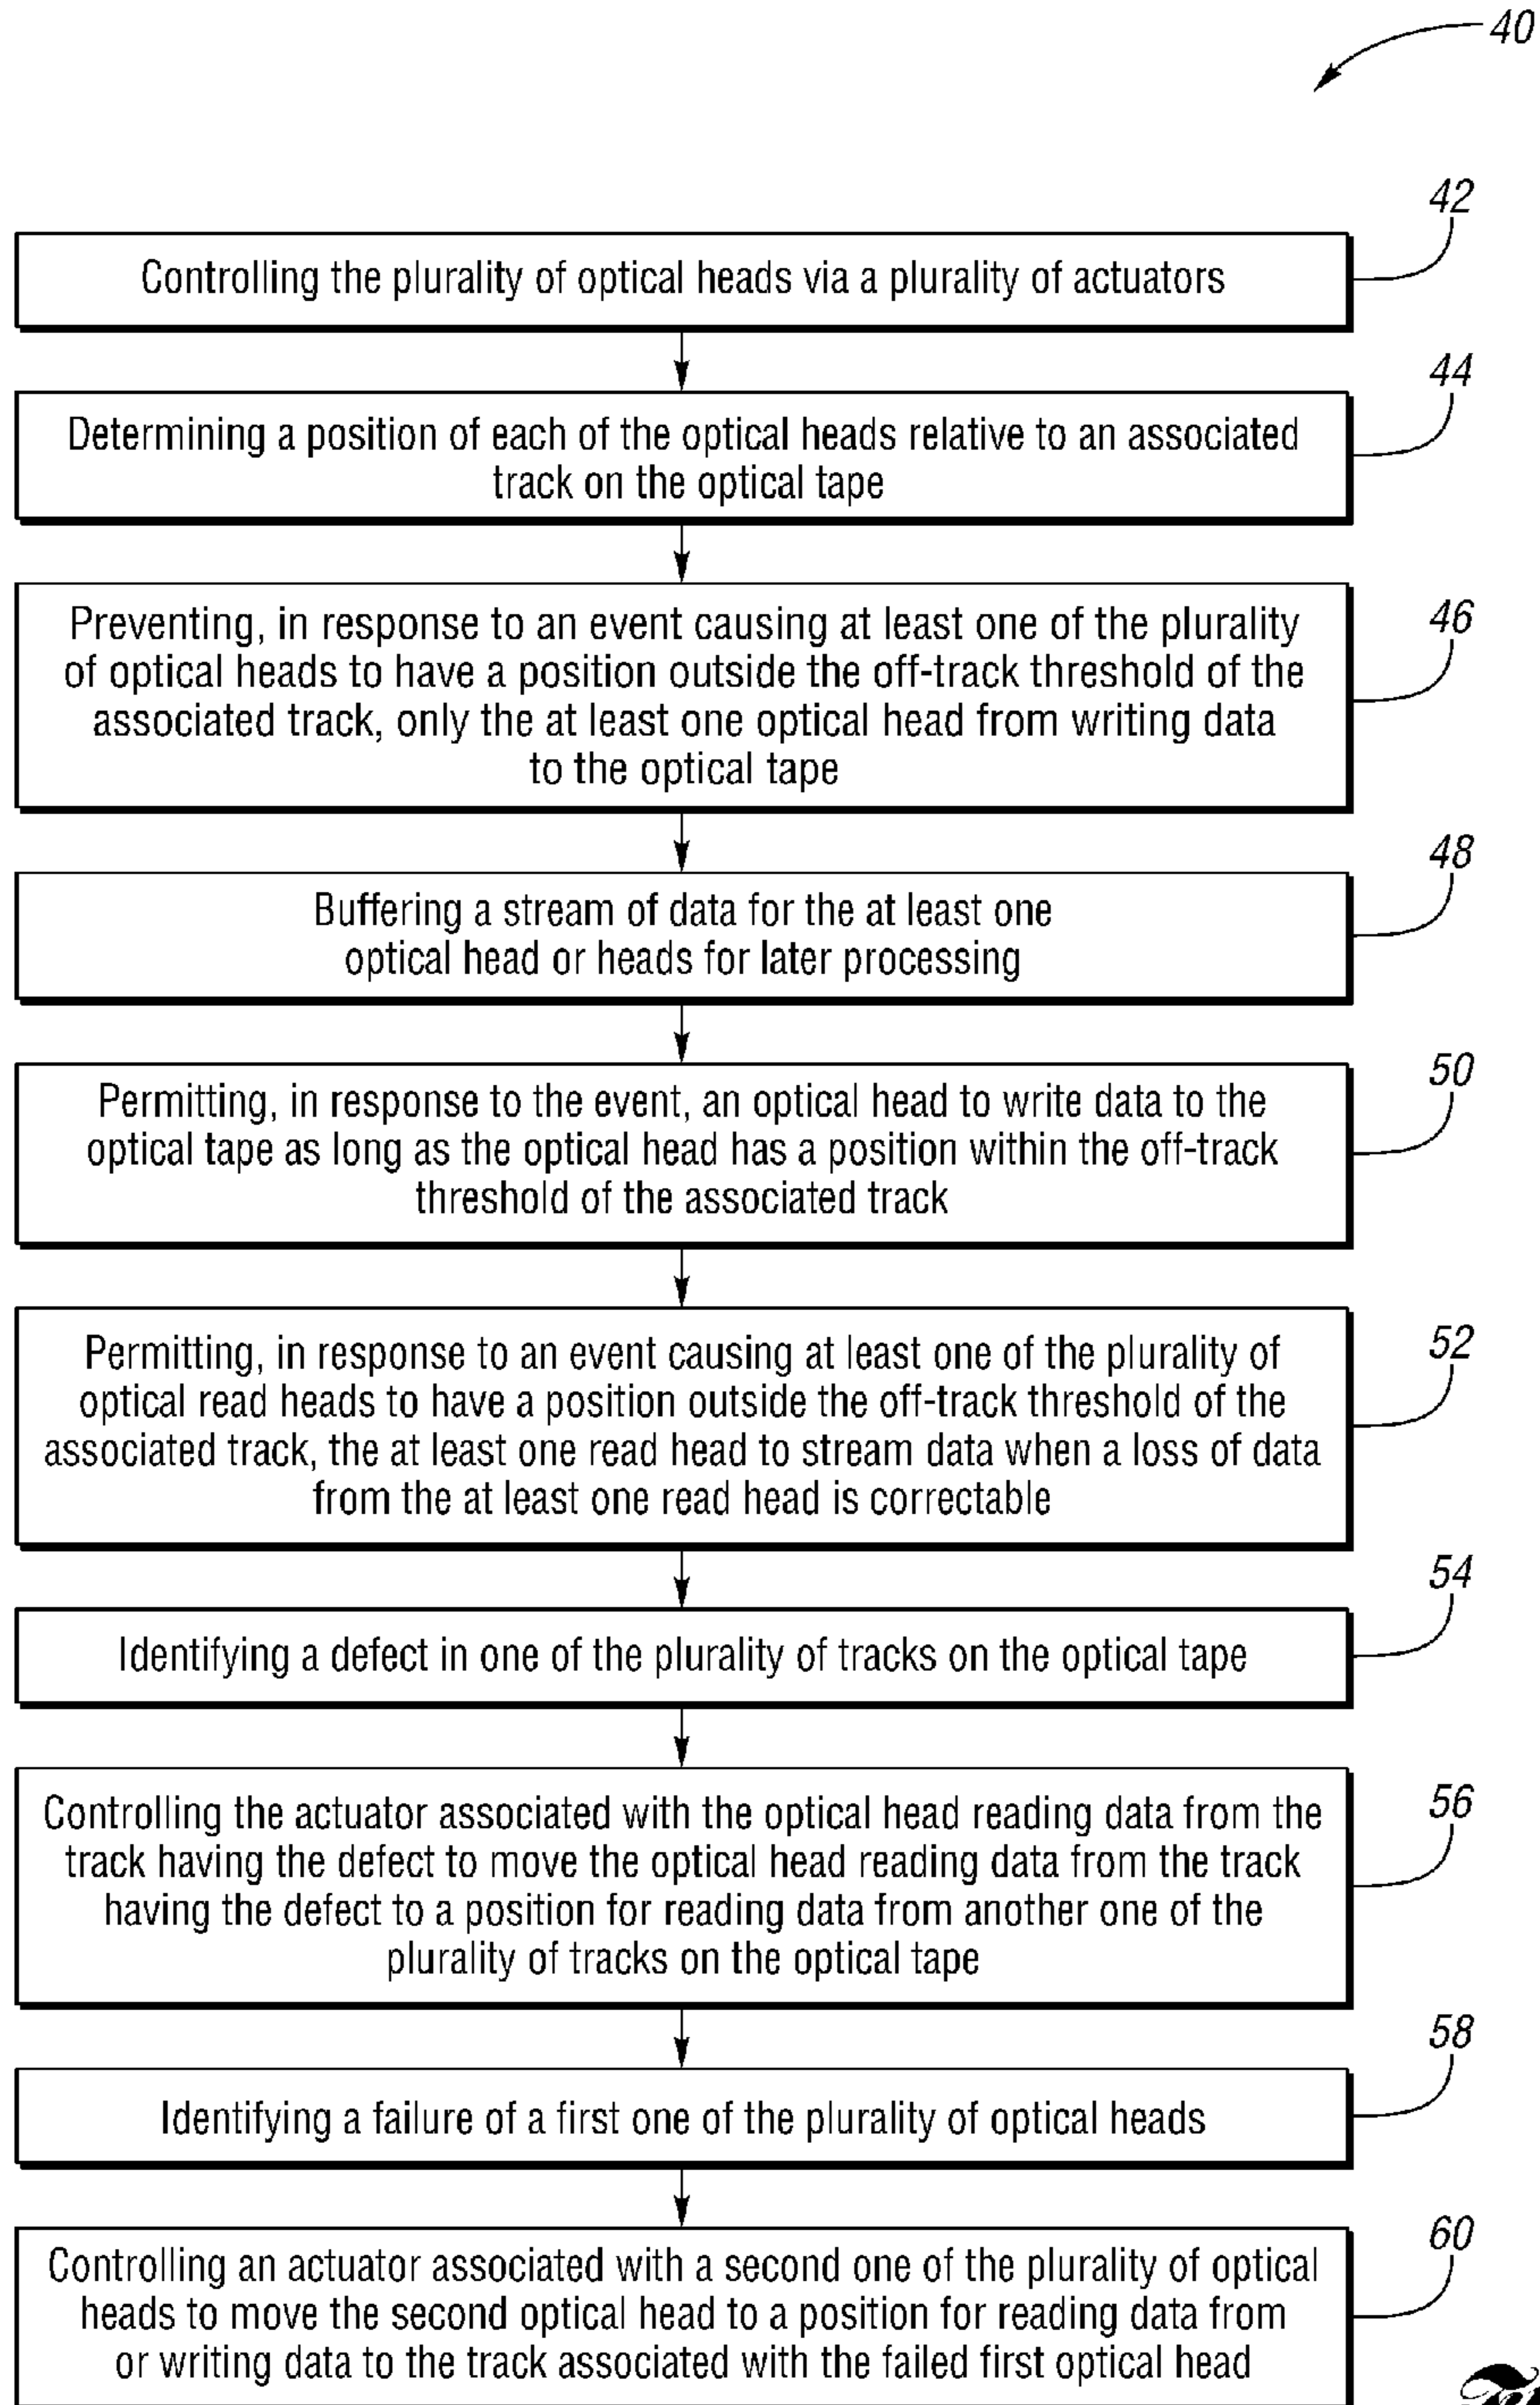 40
42
Controlling the plurality of optical heads via a plurality of actuators
44
Determining a position of each of the optical heads relative to an associated
track on the optical tape
46
Preventing, in response to an event causing at least one of the plurality
of optical heads to have a position outside the off-track threshold of the
associated track, only the at least one optical head from writing data
to the optical tape
48
Buffering a stream of data for the at least one
optical head or heads for later processing
50
Permitting, in response to the event, an optical head to write data to the
optical tape as long as the optical head has a position within the off-track
threshold of the associated track
52
Permitting, in response to an event causing at least one of the plurality of
optical read heads to have a position outside the off-track threshold of the
associated track, the at least one read head to stream data when a loss of data
from the at least one read head is correctable
54
Identifying a defect in one of the plurality of tracks on the optical tape
56
Controlling the actuator associated with the optical head reading data from the
track having the defect to move the optical head reading data from the track
having the defect to a position for reading data from another one of the
plurality of tracks on the optical tape
58
Identifying a failure of a first one of the plurality of optical heads
60
Controlling an actuator associated with a second one of the plurality of optical
heads to move the second optical head to a position for reading data from
or writing data to the track associated with the failed first optical head